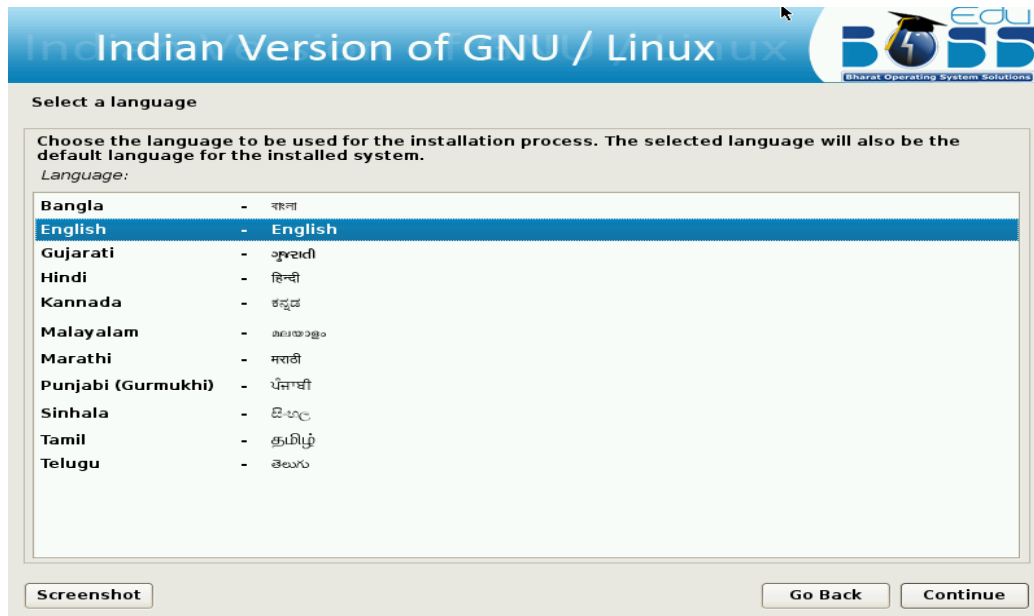 Indian Version of GNU / Linux
Edu
BOSS
Bharat Operating System Solutions
Select a language
Choose the language to be used for the installation process. The selected language will also be the
default language for the installed system.
Language:
Bangla - বাংলা
English - English
Gujarati - ગુજરાતી
Hindi - हिन्दी
Kannada - ಕನ್ನಡ
Malayalam - മലയാളം
Marathi - मराठी
Punjabi (Gurmukhi) - ਪੰਜਾਬੀ
Sinhala - සිංහල
Tamil - தமிழ்
Telugu - తెలుగు
Screenshot Go Back Continue